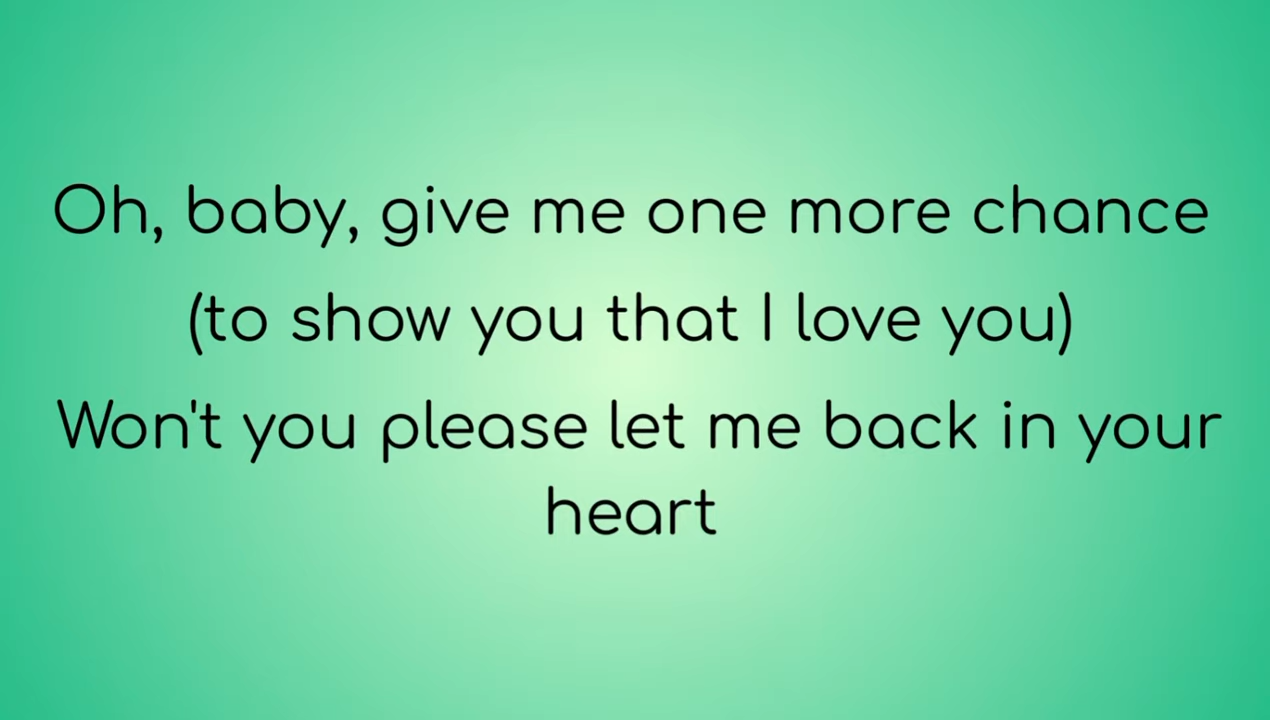 Oh, baby, give me one more chance
(to show you that I love you)
Won't you please let me back in your
heart